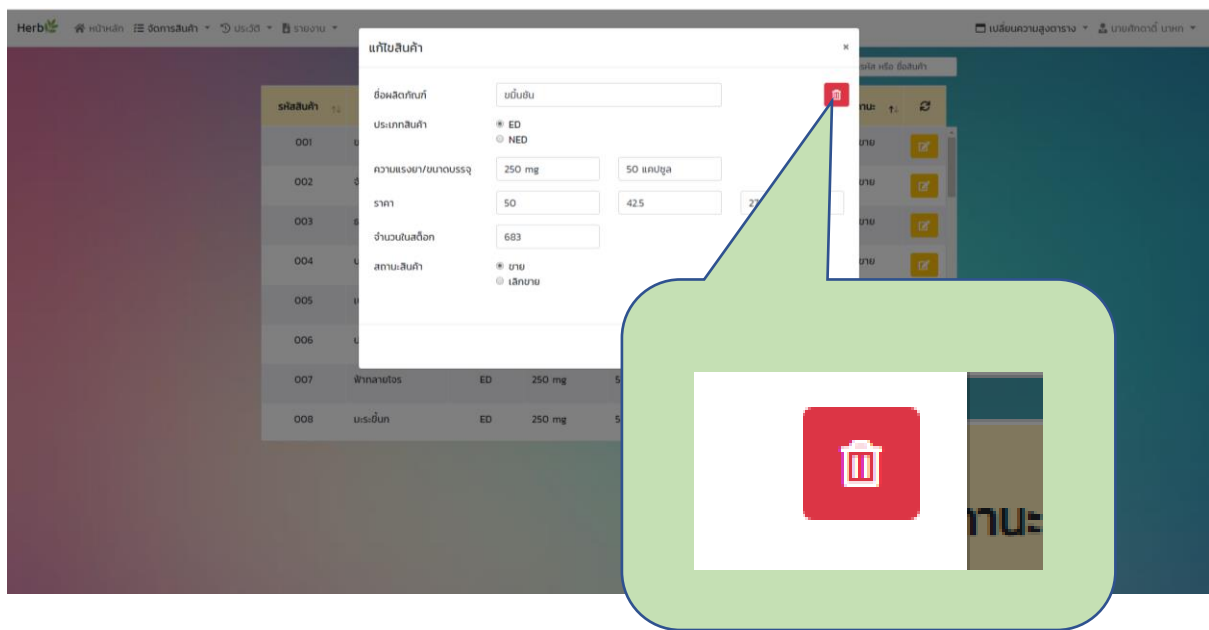 Herb หน้าหลัก จัดการสินค้า ประวัติ รายงาน เปลี่ยนความสูงตาราง นายศักดาดิ์ นาหก
แก้ไขสินค้า ×
รหัส หรือ ชื่อสินค้า
ชื่อผลิตภัณฑ์ ขมิ้นชัน
รหัสสินค้า
ประเภทสินค้า ED
NED
001 ขาย
ความแรงยา/ขนาดบรรจุ 250 mg 50 แคปซูล
002 ขาย
ราคา 50 42.5
003 ขาย
จำนวนในสต็อก 683
004 ขาย
สถานะสินค้า ขาย
เลิกขาย
005
006
007 ฟ้าทลายโจร ED 250 mg 5
008 มะระขี้นก ED 250 mg 5